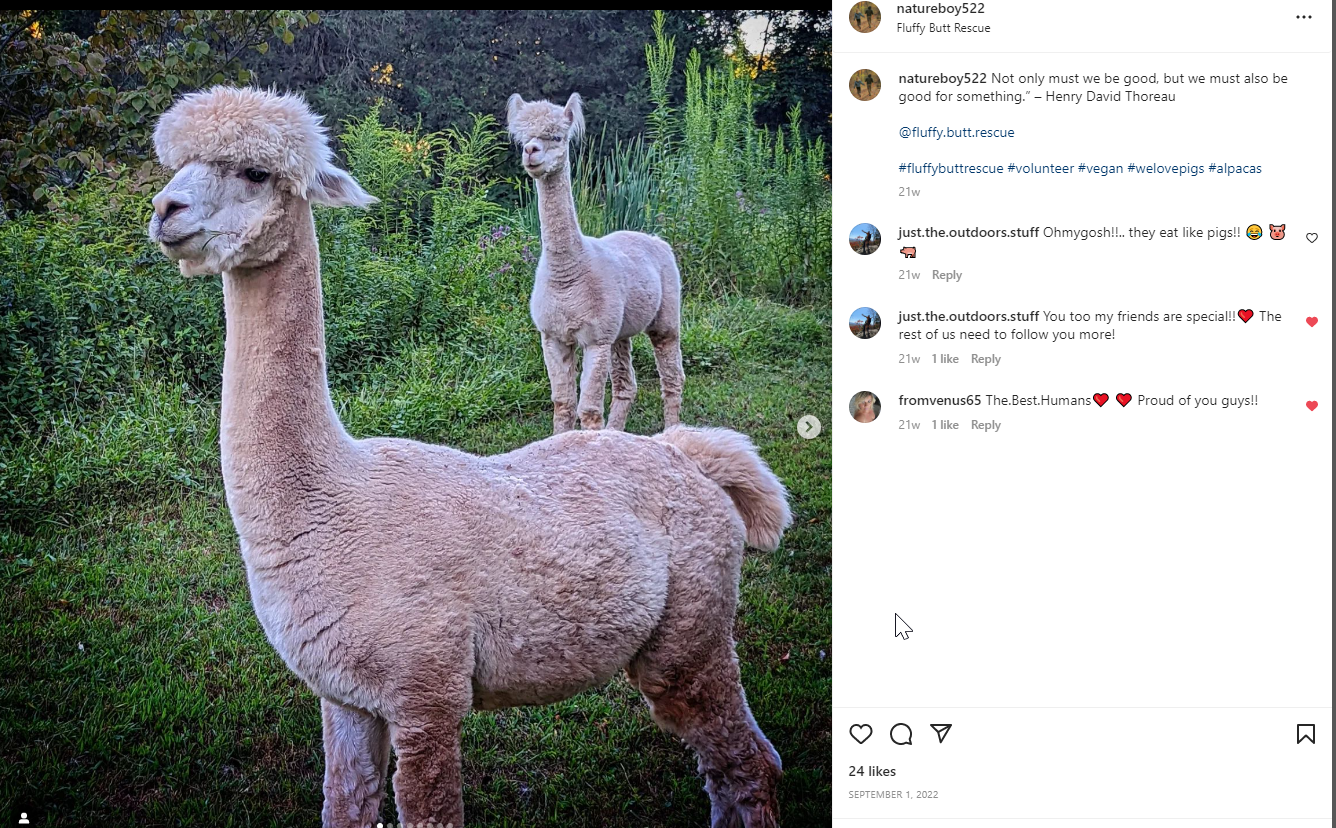 natureboy522
Fluffy Butt Rescue
natureboy522 Not only must we be good, but we must also be
good for something.” – Henry David Thoreau
@fluffy.butt.rescue
#fluffybuttrescue #volunteer #vegan #welovepigs #alpacas
21w
just.the.outdoors.stuff Ohmygosh!!.. they eat like pigs!! 😂 🐷
🐖
21w Reply
just.the.outdoors.stuff You too my friends are special!!❤️ The
rest of us need to follow you more!
21w 1 like Reply
fromvenus65 The.Best.Humans❤️ ❤️ Proud of you guys!!
21w 1 like Reply
24 likes
SEPTEMBER 1, 2022